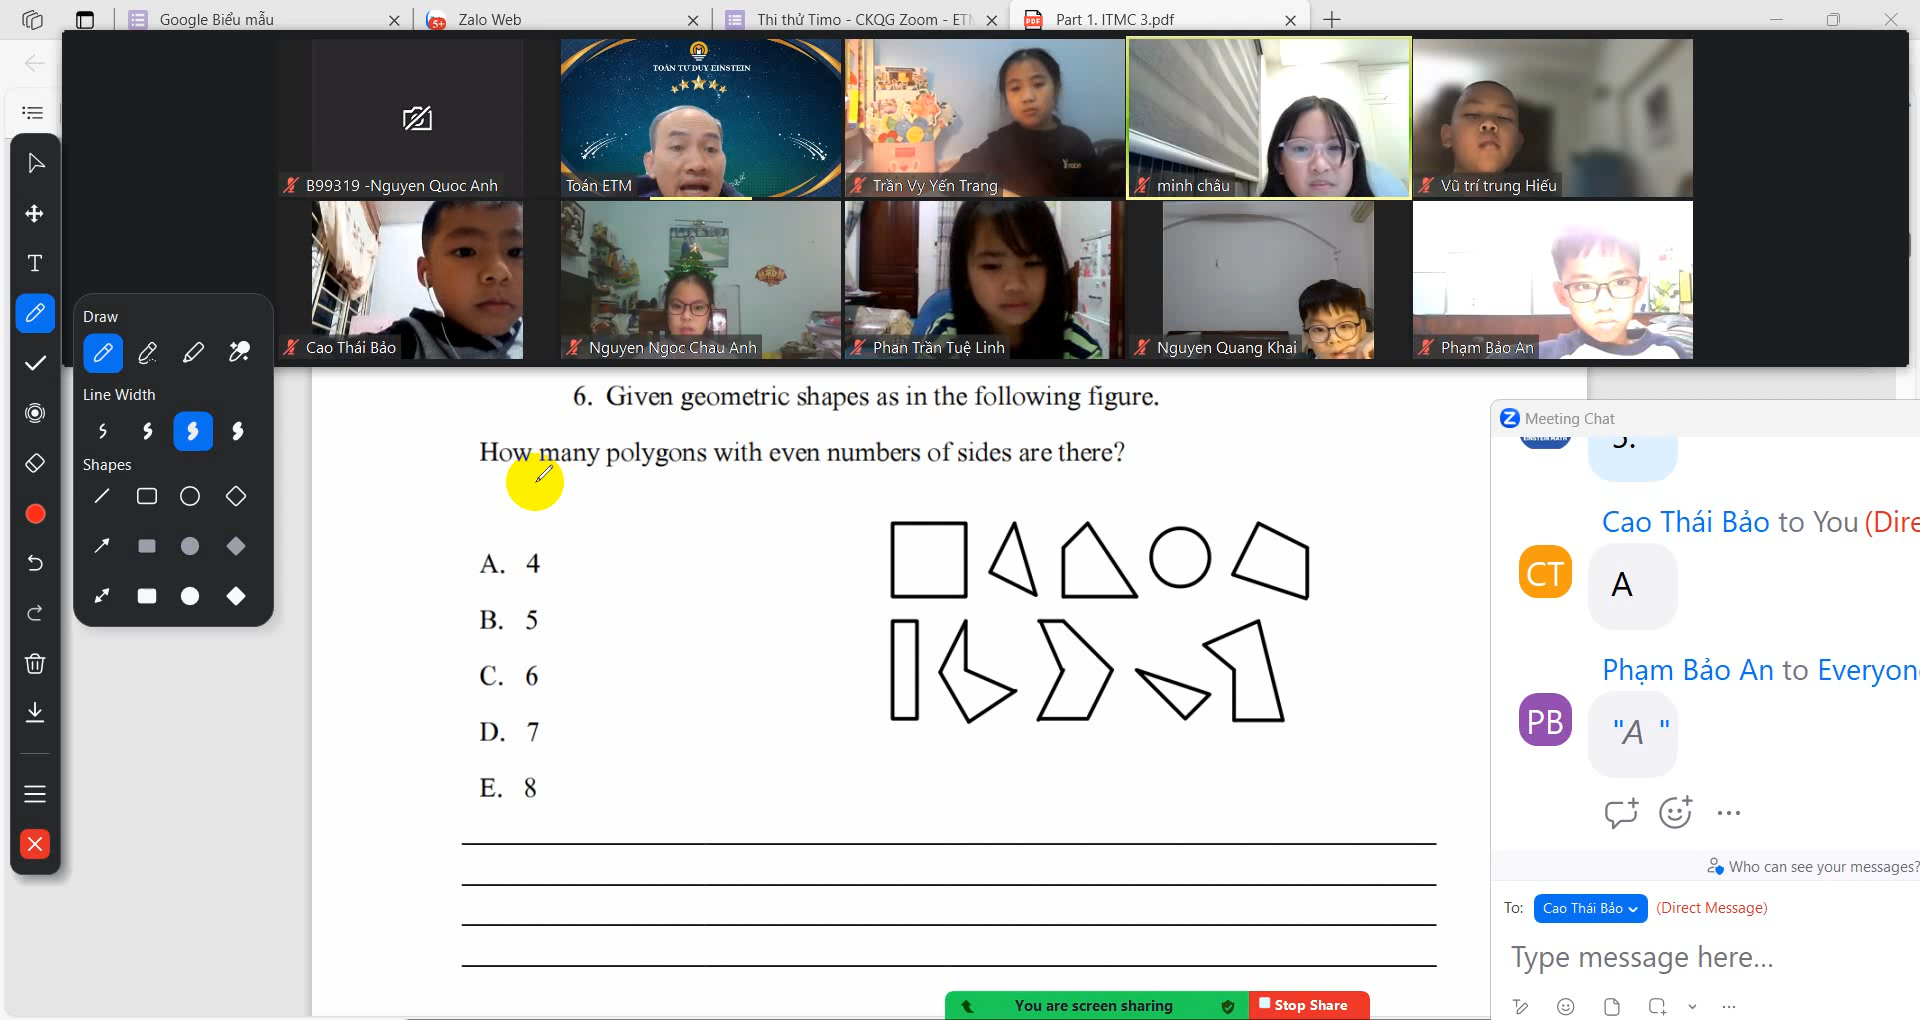 Google Biểu mẫu
5+
Zalo Web
Thi thử Timo - CKQG Zoom - ETM
PDF
Part 1. ITMC 3.pdf
TOÁN TƯ DUY EINSTEIN
B99319 -Nguyen Quoc Anh
Toán ETM
Trần Vy Yến Trang
minh châu
Vũ trí trung Hiếu
Cao Thái Bảo
Nguyen Ngoc Chau Anh
Phan Trần Tuệ Linh
Nguyen Quang Khai
Phạm Bảo An
Draw
Line Width
Shapes
T
6. Given geometric shapes as in the following figure.
How many polygons with even numbers of sides are there?
A. 4
B. 5
C. 6
D. 7
E. 8
Meeting Chat
Cao Thái Bảo to You (Dire
CT
A
Phạm Bảo An to Everyon
PB
"A "
Who can see your messages?
To: Cao Thái Bảo (Direct Message)
Type message here...
You are screen sharing
Stop Share